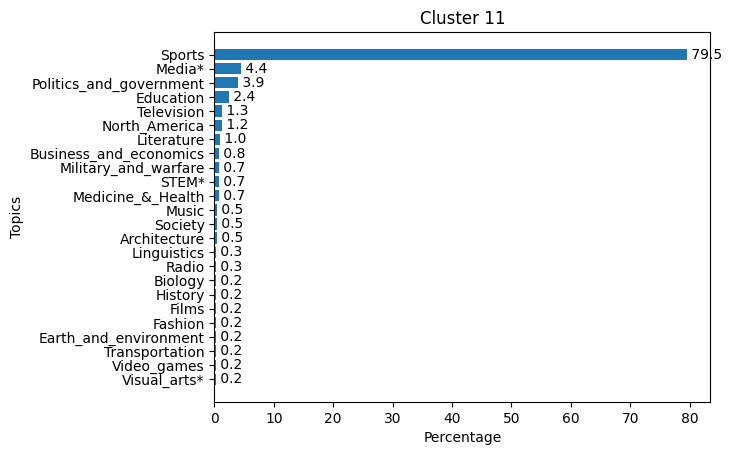 Cluster 11
Topics
Sports 79.5
Media* 4.4
Politics_and_government 3.9
Education 2.4
Television 1.3
North_America 1.2
Literature 1.0
Business_and_economics 0.8
Military_and_warfare 0.7
STEM* 0.7
Medicine_&_Health 0.7
Music 0.5
Society 0.5
Architecture 0.5
Linguistics 0.3
Radio 0.3
Biology 0.2
History 0.2
Films 0.2
Fashion 0.2
Earth_and_environment 0.2
Transportation 0.2
Video_games 0.2
Visual_arts* 0.2
0 10 20 30 40 50 60 70 80
Percentage